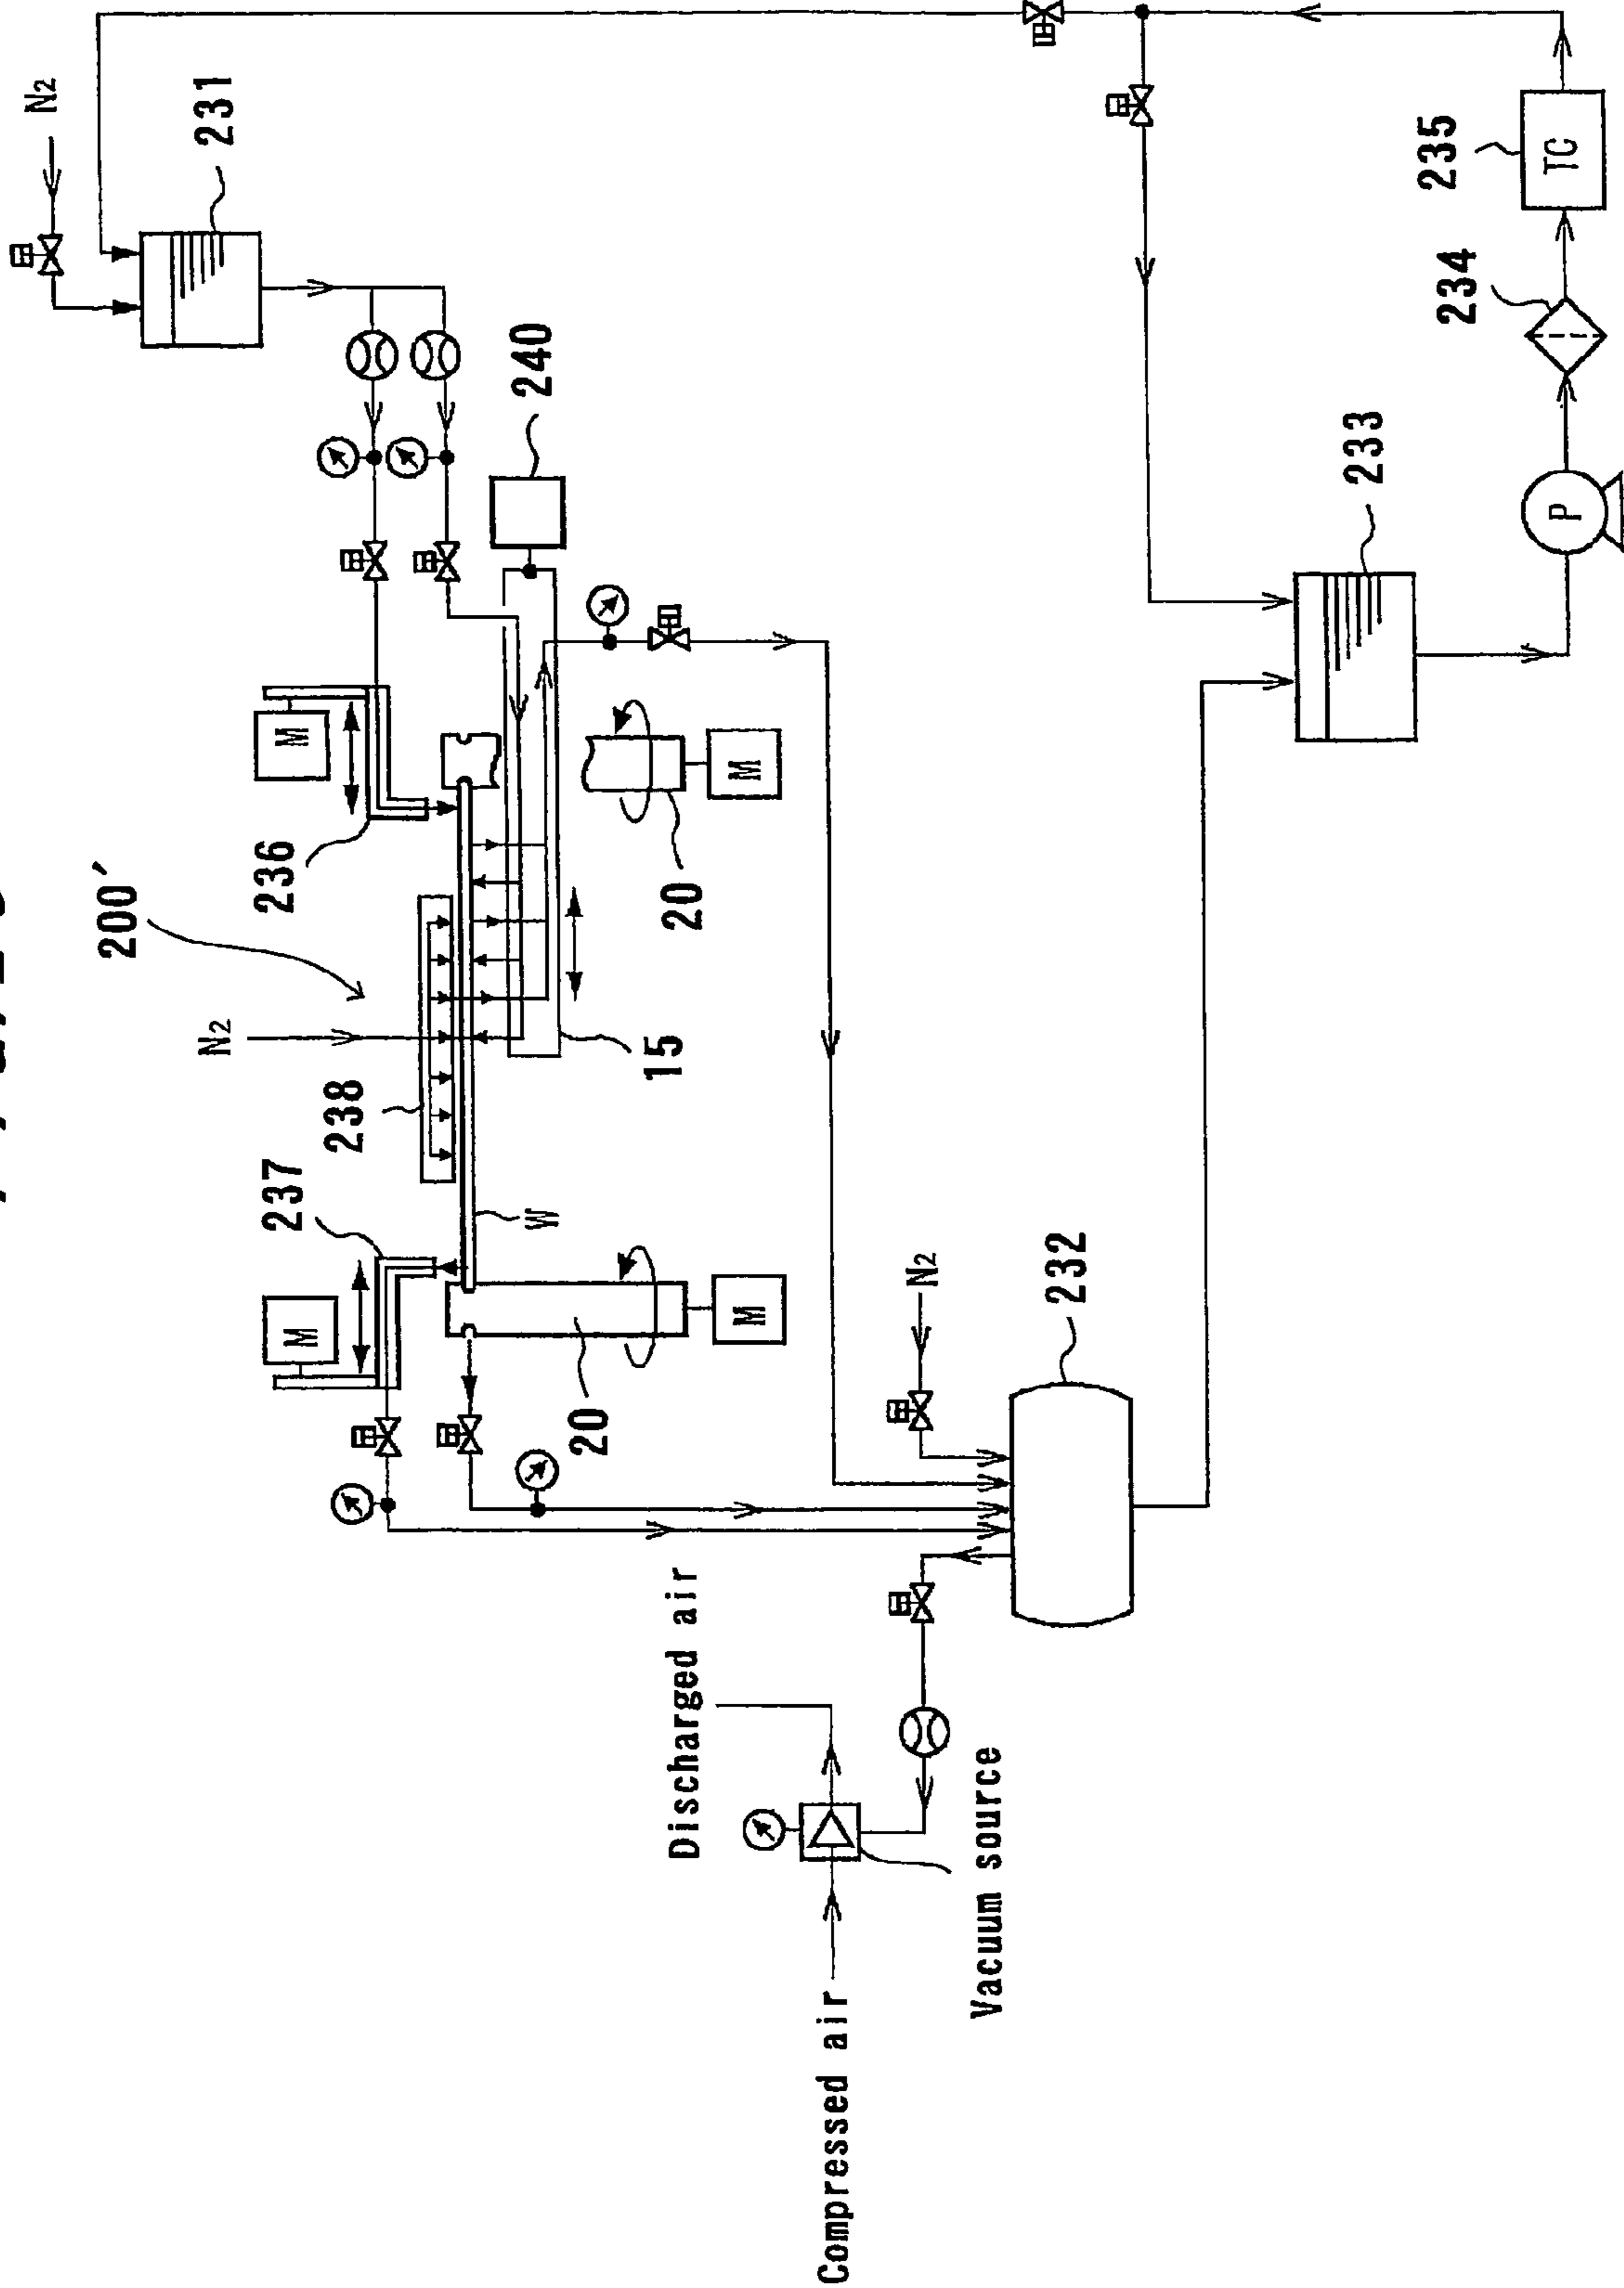 N2
231
240
235
TC
234
233
P
200′
236
M
N2
238
15
20
M
237
M
W
20
M
N2
232
Discharged air
Vacuum source
Compressed air